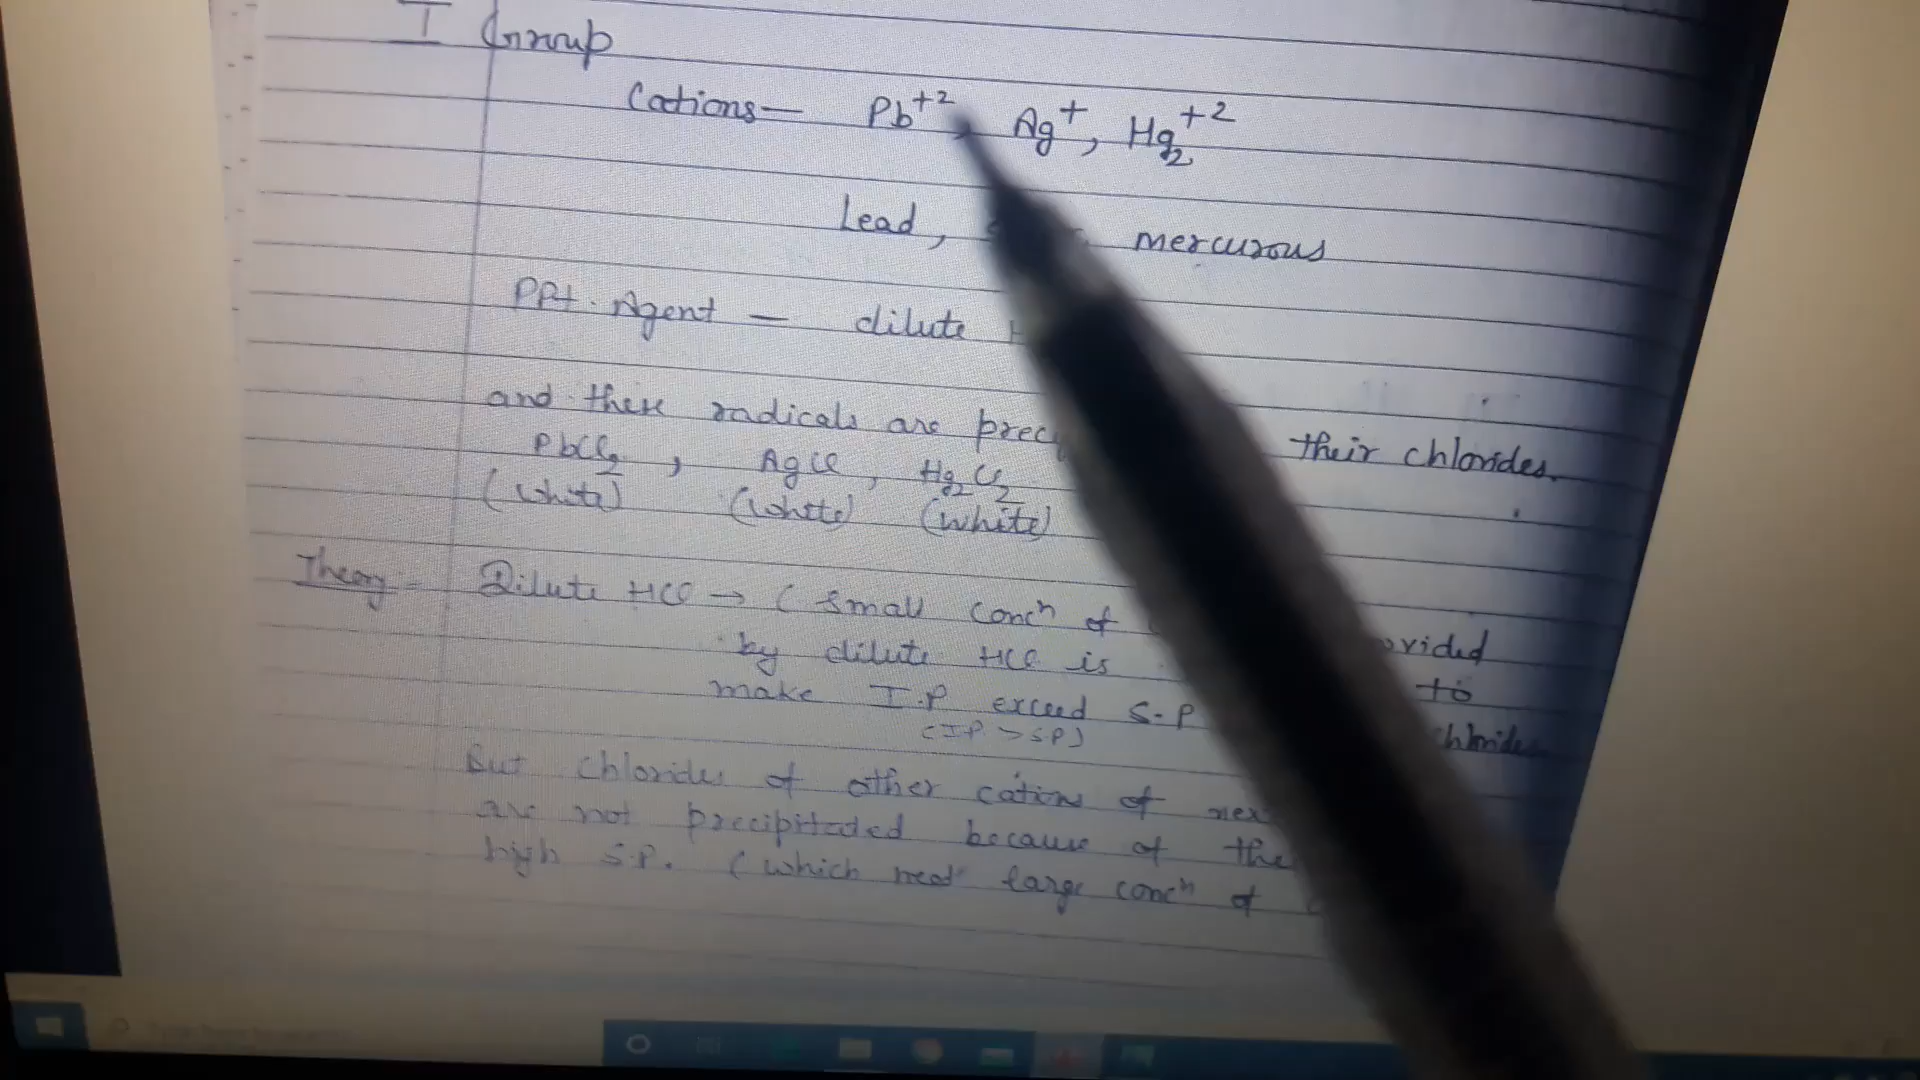 I Group
Cations— Pb+2, Ag+, Hg2+2
Lead, mercurous
PPt. Agent — dilute
and these radicals are their chlorides.
PbCl2, AgCl, Hg2Cl2
(white) (white) (white)
Theory - Dilute HCl → (small concn of
by dilute HCl is to
make I.P exceed S.P chlorides
(I.P > S.P)
But chlorides of other cations of
are not precipitated because of
high S.P. (which need large concn of